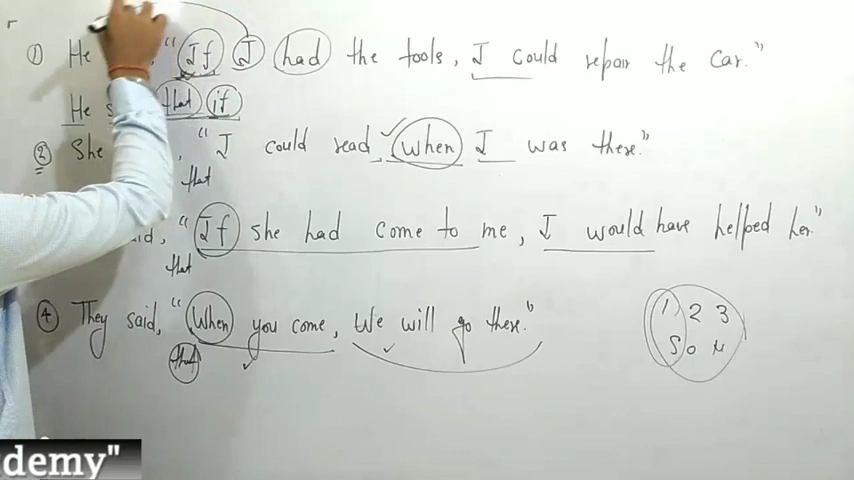 ① He , "If I had the tools, I could repair the car."
He s that if
② She , "I could read, when I was there."
that
said, "If she had come to me, I would have helped her."
that
④ They said, "When you come, We will go there."
that
1 2 3
S O N
demy"